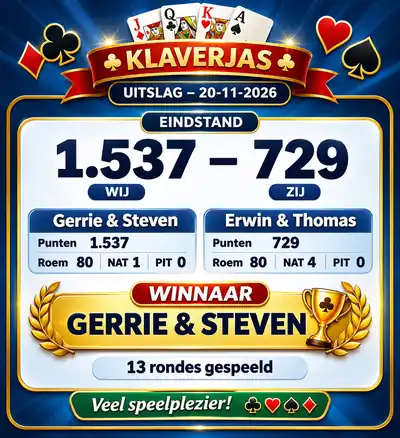 J Q K A
KLAVERJAS
UITSLAG – 20-11-2026
EINDSTAND
1.537 – 729
WIJ ZIJ
Gerrie & Steven
Punten 1.537
Roem 80 | NAT 1 | PIT 0
Erwin & Thomas
Punten 729
Roem 80 | NAT 4 | PIT 0
WINNAAR
GERRIE & STEVEN
13 rondes gespeeld
Veel speelplezier!